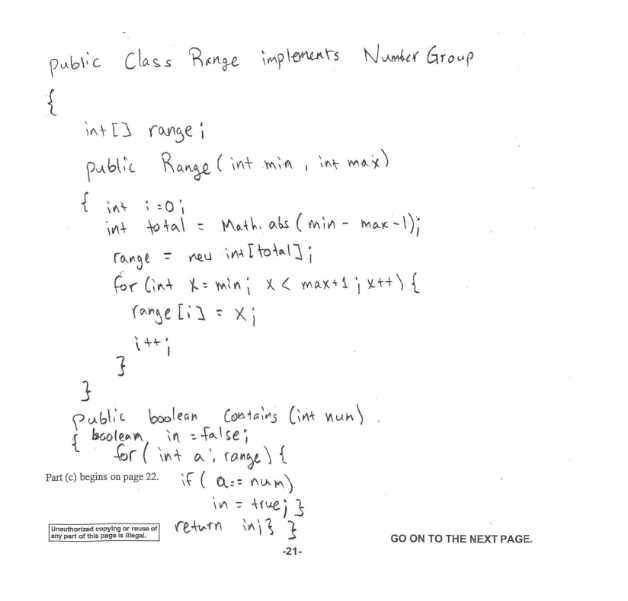 public Class Range implements Number Group
{
int[] range;
public Range(int min, int max)
{ int i=0;
int total = Math.abs(min - max-1);
range = new int[total];
for (int x = min; x < max+1; x++) {
range[i] = x;
i++;
}
}
public boolean Contains (int num)
{ boolean in = false;
for( int a: range) {
if( a == num)
Part (c) begins on page 22.
in = true; }
return in;} }
Unauthorized copying or reuse of
any part of this page is illegal.
GO ON TO THE NEXT PAGE.
-21-